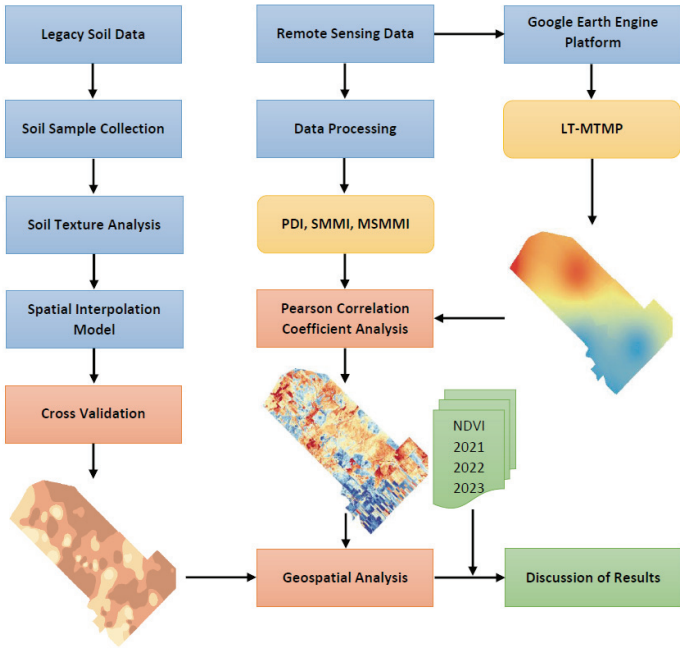 Legacy Soil Data
Remote Sensing Data
Google Earth Engine
Platform
Soil Sample Collection
Data Processing
LT-MTMP
Soil Texture Analysis
PDI, SMMI, MSMMI
Spatial Interpolation
Model
Pearson Correlation
Coefficient Analysis
Cross Validation
NDVI
2021
2022
2023
Geospatial Analysis
Discussion of Results